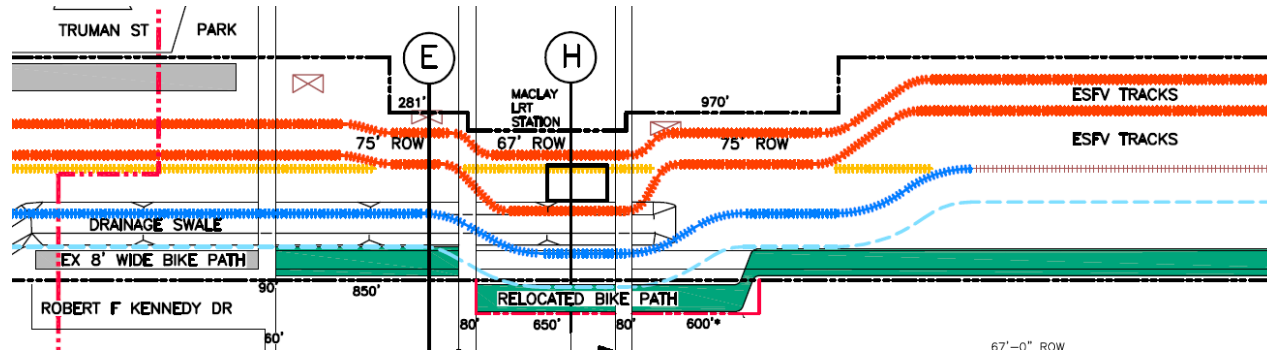 TRUMAN ST
PARK
E
H
281'
MACLAY
LRT
STATION
970'
ESFV TRACKS
75' ROW
67' ROW
75' ROW
ESFV TRACKS
DRAINAGE SWALE
EX 8' WIDE BIKE PATH
90'
850'
RELOCATED BIKE PATH
ROBERT F KENNEDY DR
60'
80'
650'
80'
600'*
67'-0" ROW